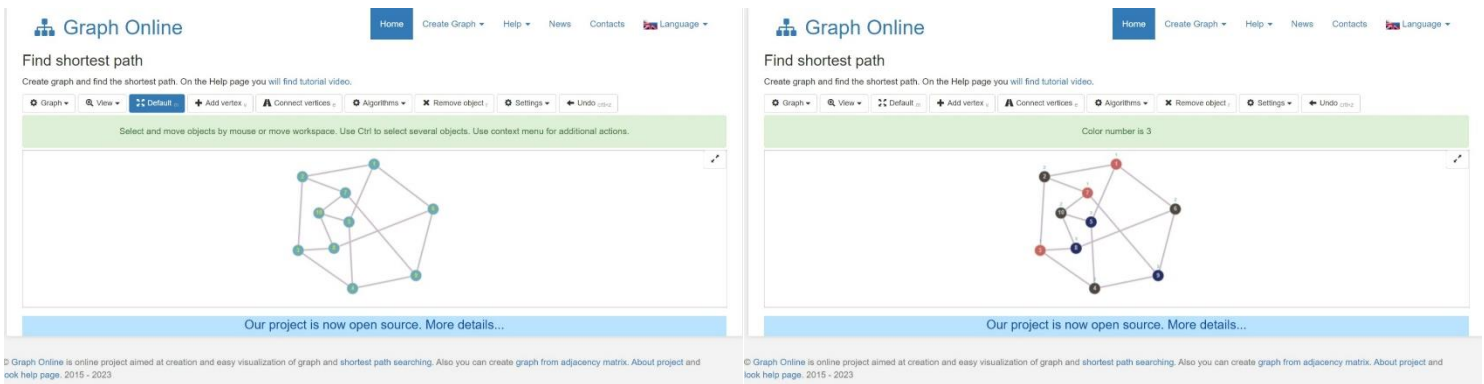 Graph Online
Home Create Graph Help News Contacts Language
Find shortest path
Create graph and find the shortest path. On the Help page you will find tutorial video.
Graph View Default Add vertex Connect vertices Algorithms Remove object Settings Undo
Select and move objects by mouse or move workspace. Use Ctrl to select several objects. Use context menu for additional actions.
Our project is now open source. More details...
© Graph Online is online project aimed at creation and easy visualization of graph and shortest path searching. Also you can create graph from adjacency matrix. About project and
look help page. 2015 - 2023
Graph Online
Home Create Graph Help News Contacts Language
Find shortest path
Create graph and find the shortest path. On the Help page you will find tutorial video.
Graph View Default Add vertex Connect vertices Algorithms Remove object Settings Undo
Color number is 3
Our project is now open source. More details...
© Graph Online is online project aimed at creation and easy visualization of graph and shortest path searching. Also you can create graph from adjacency matrix. About project and
look help page. 2015 - 2023